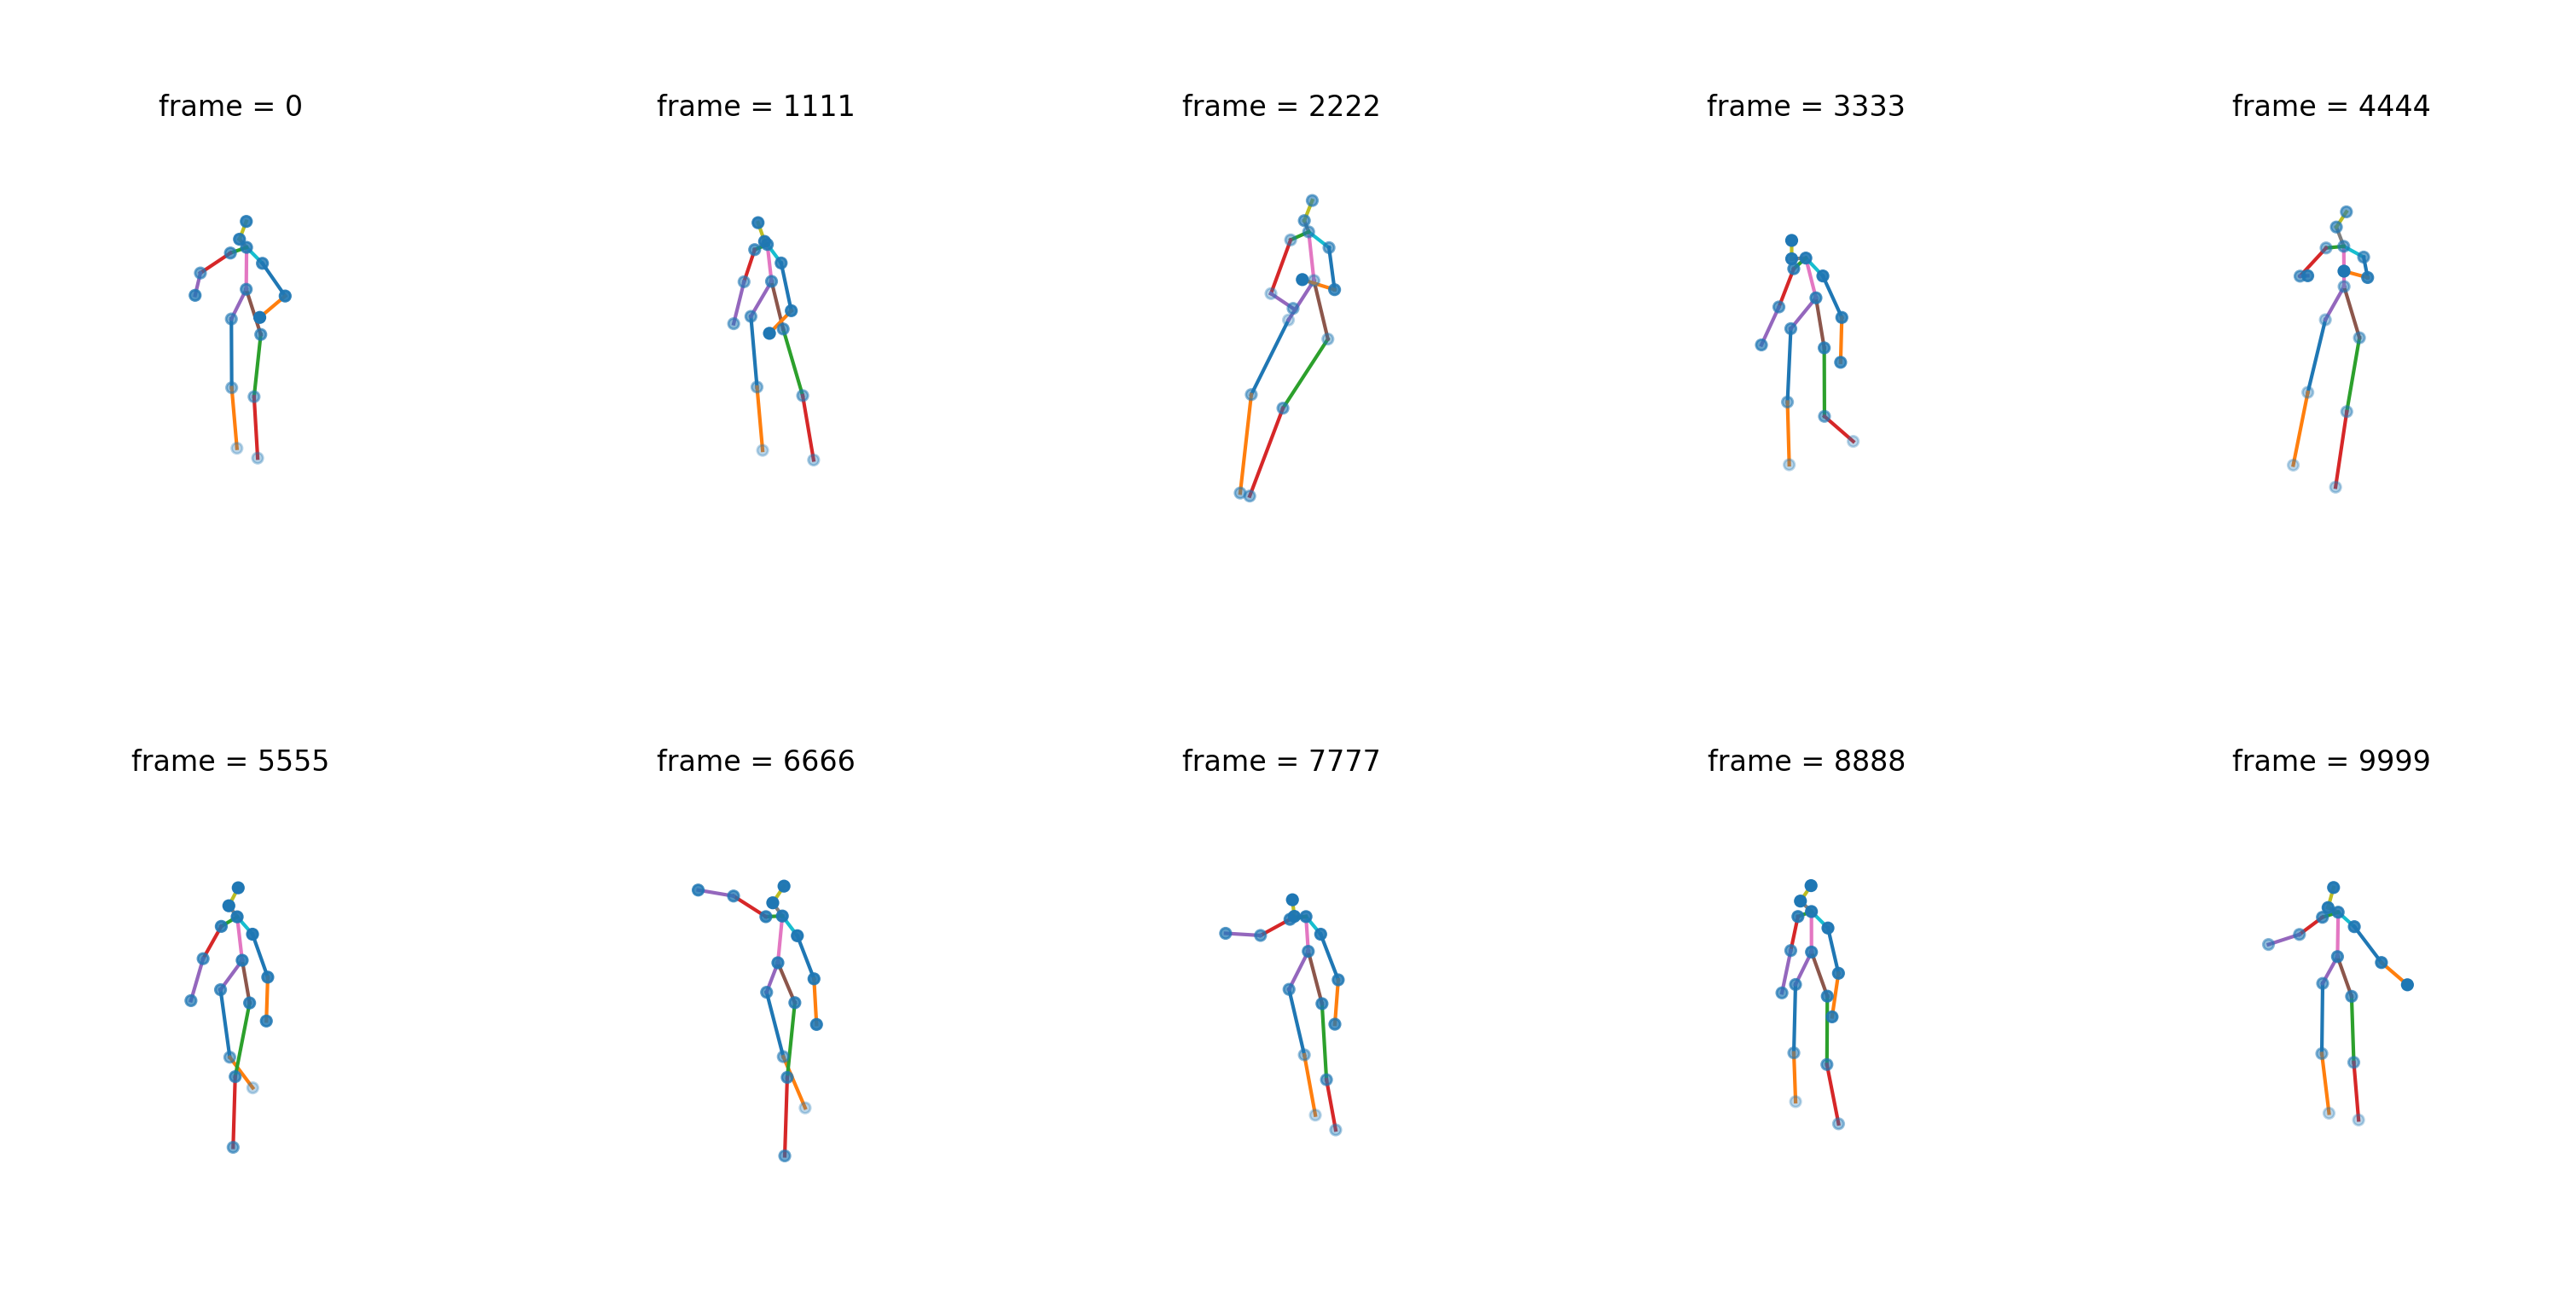 frame = 0
frame = 1111
frame = 2222
frame = 3333
frame = 4444
frame = 5555
frame = 6666
frame = 7777
frame = 8888
frame = 9999